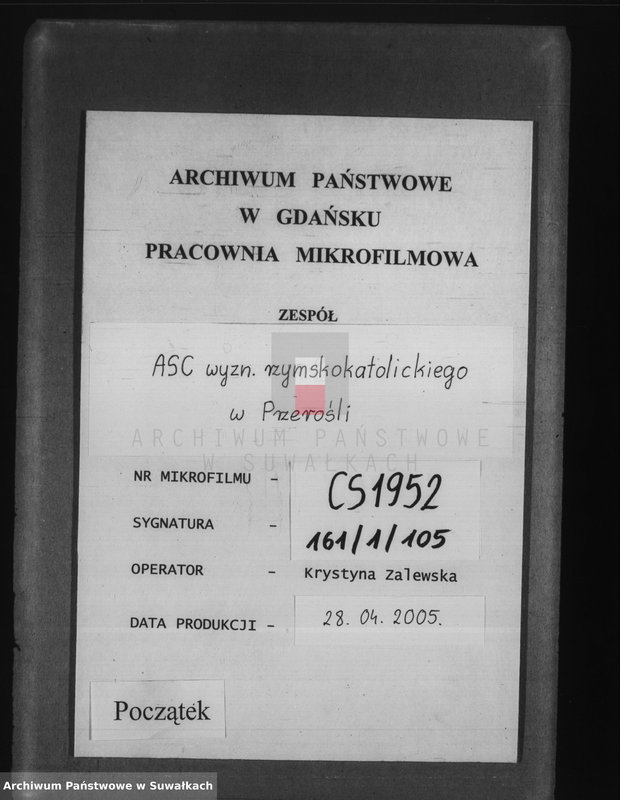 ARCHIWUM PAŃSTWOWE
W GDAŃSKU
PRACOWNIA MIKROFILMOWA
ZESPÓŁ
ASC wyzn. rzymskokatolickiego
w Przerośli
ARCHIWUM PAŃSTWOWE
W SUWAŁKACH
NR MIKROFILMU - CS1952
SYGNATURA - 161/1/105
OPERATOR - Krystyna Zalewska
DATA PRODUKCJI - 28. 04. 2005.
Początek
Archiwum Państwowe w Suwałkach